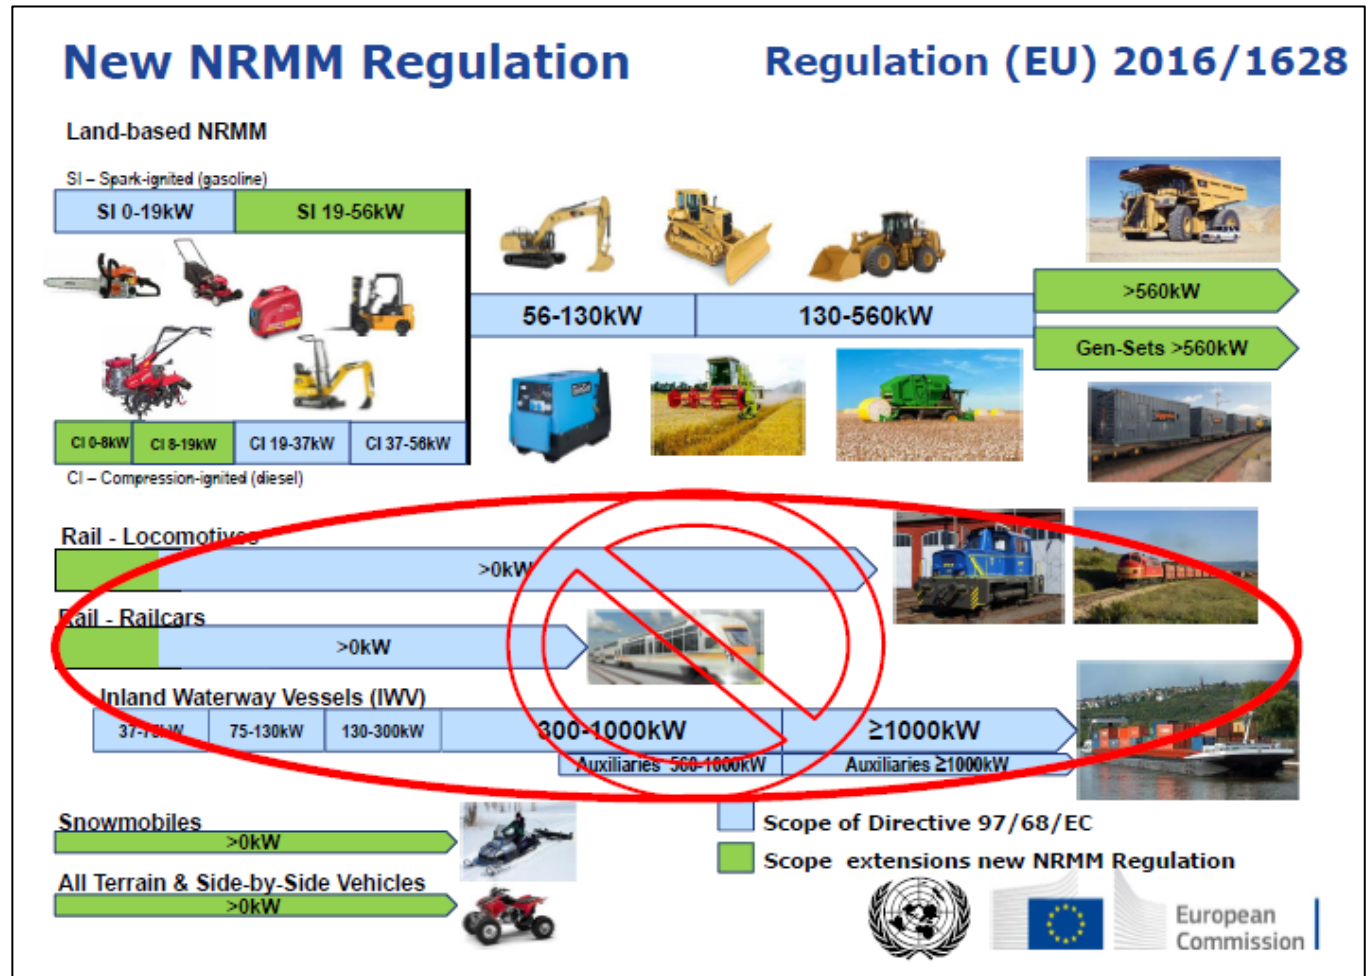 New NRMM Regulation
Regulation (EU) 2016/1628
Land-based NRMM
SI – Spark-ignited (gasoline)
SI 0-19kW
SI 19-56kW
56-130kW
130-560kW
>560kW
Gen-Sets >560kW
CI 0-8kW
CI 8-19kW
CI 19-37kW
CI 37-56kW
CI – Compression-ignited (diesel)
Rail - Locomotives
>0kW
Rail - Railcars
>0kW
Inland Waterway Vessels (IWV)
37-75kW
75-130kW
130-300kW
300-1000kW
≥1000kW
Auxiliaries 560-1000kW
Auxiliaries ≥1000kW
Snowmobiles
>0kW
All Terrain & Side-by-Side Vehicles
>0kW
Scope of Directive 97/68/EC
Scope extensions new NRMM Regulation
European
Commission